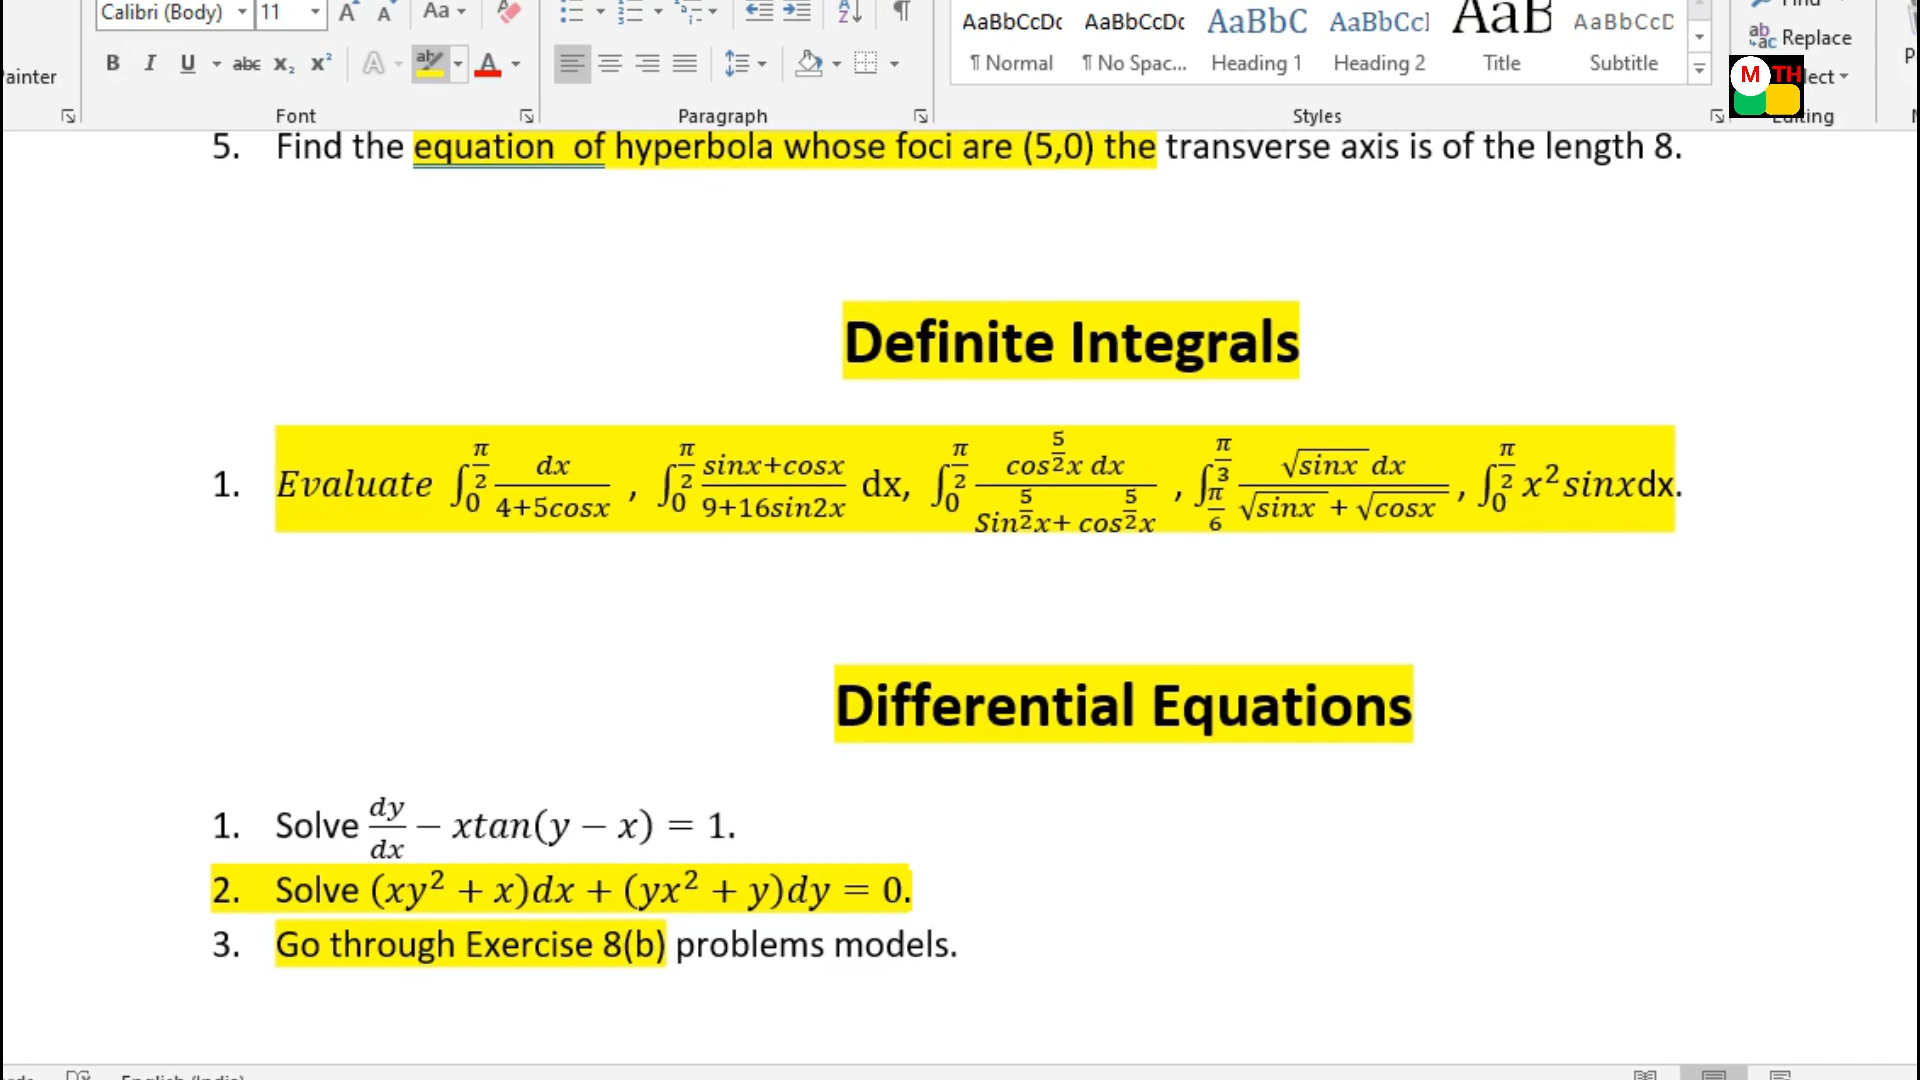 Calibri (Body) 11 Aa
ainter B I U abc x₂ x² A ab A
Font Paragraph Styles Editing
AaBbCcDc AaBbCcDc AaBbC AaBbCcl AaB AaBbCcD
¶ Normal ¶ No Spac... Heading 1 Heading 2 Title Subtitle
Replace
lect
M TH
5. Find the equation of hyperbola whose foci are (5,0) the transverse axis is of the length 8.
Definite Integrals
1. Evaluate ∫₀^(π/2) dx/(4+5cosx) , ∫₀^(π/2) (sinx+cosx)/(9+16sin2x) dx, ∫₀^(π/2) (cos^(5/2)x dx)/(Sin^(5/2)x+ cos^(5/2)x) , ∫_(π/6)^(π/3) (√sinx dx)/(√sinx + √cosx) , ∫₀^(π/2) x²sinxdx.
Differential Equations
1. Solve dy/dx − xtan(y − x) = 1.
2. Solve (xy² + x)dx + (yx² + y)dy = 0.
3. Go through Exercise 8(b) problems models.
English (India)